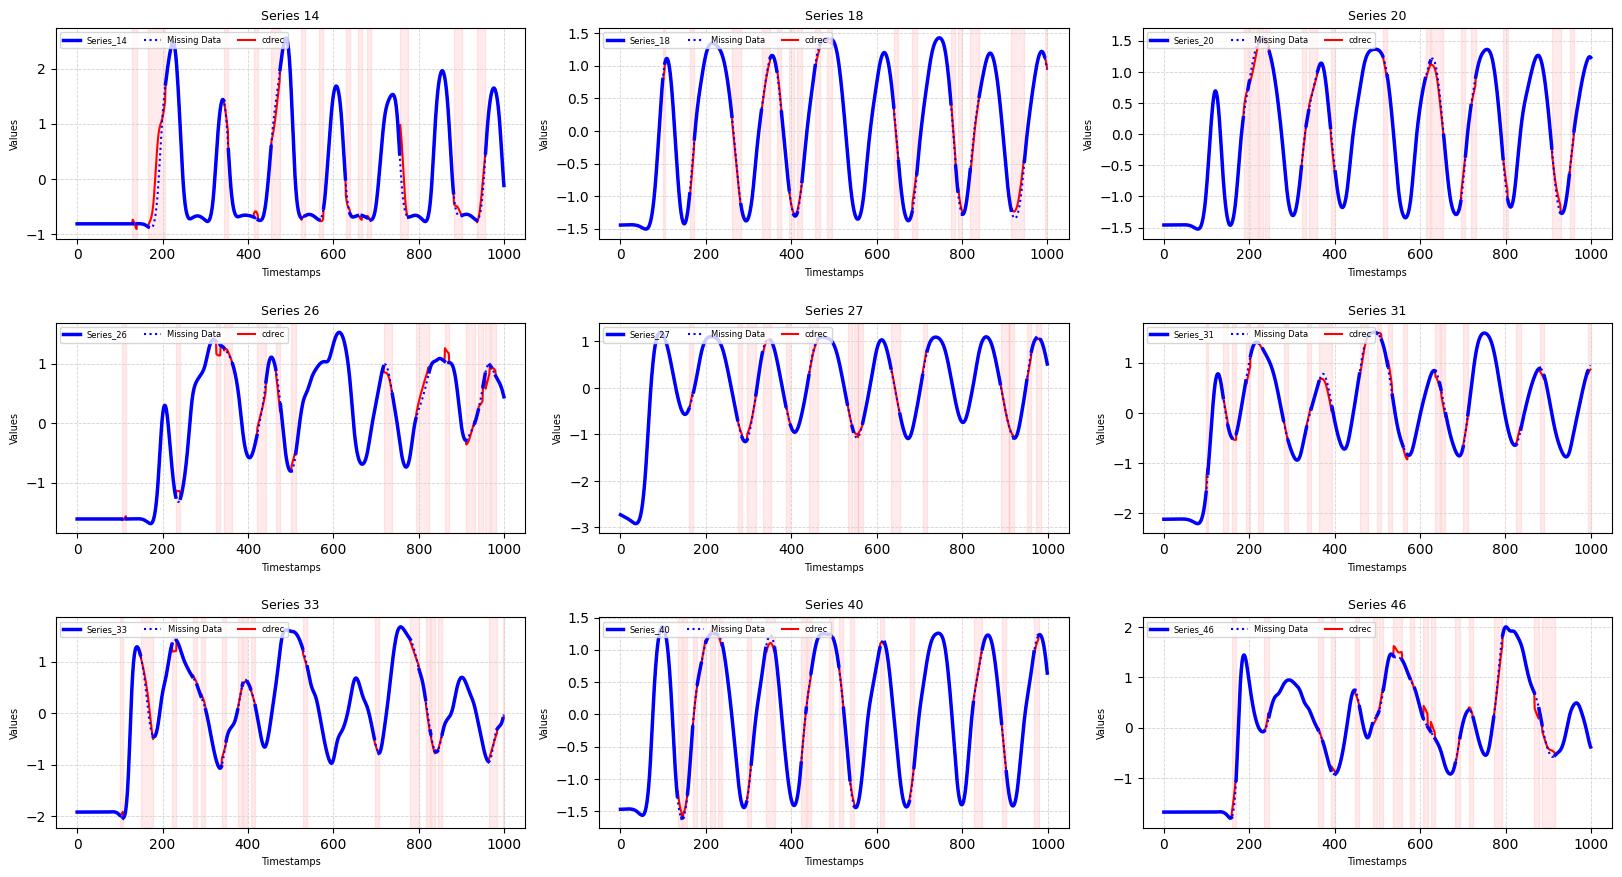 Series 14
Series_14 Missing Data cdrec
Values
2
1
0
−1
0 200 400 600 800 1000
Timestamps
Series 18
Series_18 Missing Data cdrec
Values
1.5
1.0
0.5
0.0
−0.5
−1.0
−1.5
0 200 400 600 800 1000
Timestamps
Series 20
Series_20 Missing Data cdrec
Values
1.5
1.0
0.5
0.0
−0.5
−1.0
−1.5
0 200 400 600 800 1000
Timestamps
Series 26
Series_26 Missing Data cdrec
Values
1
0
−1
0 200 400 600 800 1000
Timestamps
Series 27
Series_27 Missing Data cdrec
Values
1
0
−1
−2
−3
0 200 400 600 800 1000
Timestamps
Series 31
Series_31 Missing Data cdrec
Values
1
0
−1
−2
0 200 400 600 800 1000
Timestamps
Series 33
Series_33 Missing Data cdrec
Values
1
0
−1
−2
0 200 400 600 800 1000
Timestamps
Series 40
Series_40 Missing Data cdrec
Values
1.5
1.0
0.5
0.0
−0.5
−1.0
−1.5
0 200 400 600 800 1000
Timestamps
Series 46
Series_46 Missing Data cdrec
Values
2
1
0
−1
0 200 400 600 800 1000
Timestamps